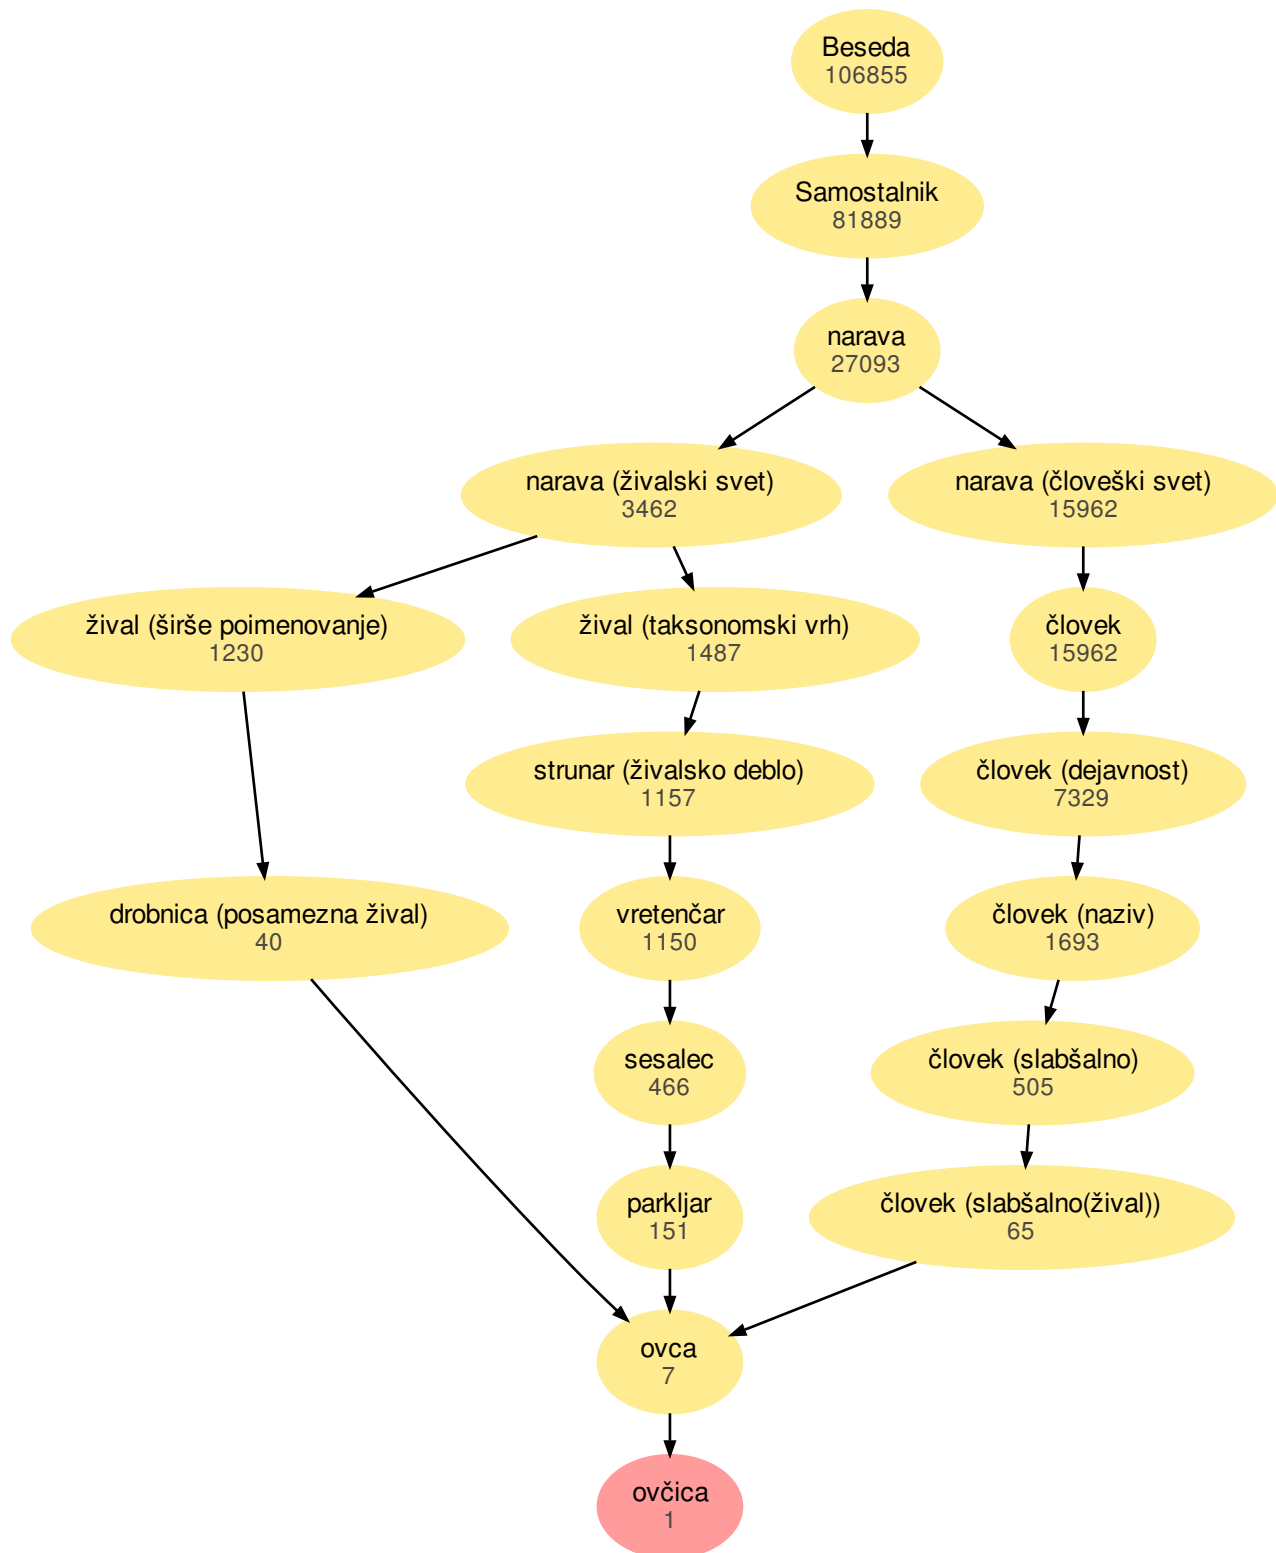 Beseda
106855
Samostalnik
81889
narava
27093
narava (živalski svet)
3462
narava (človeški svet)
15962
žival (širše poimenovanje)
1230
žival (taksonomski vrh)
1487
človek
15962
strunar (živalsko deblo)
1157
človek (dejavnost)
7329
drobnica (posamezna žival)
40
vretenčar
1150
človek (naziv)
1693
sesalec
466
človek (slabšalno)
505
parkljar
151
človek (slabšalno(žival))
65
ovca
7
ovčica
1